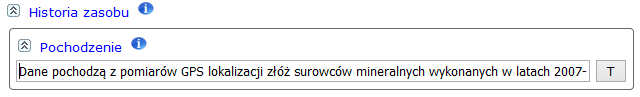 Historia zasobu
Pochodzenie
Dane pochodzą z pomiarów GPS lokalizacji złóż surowców mineralnych wykonanych w latach 2007-
T